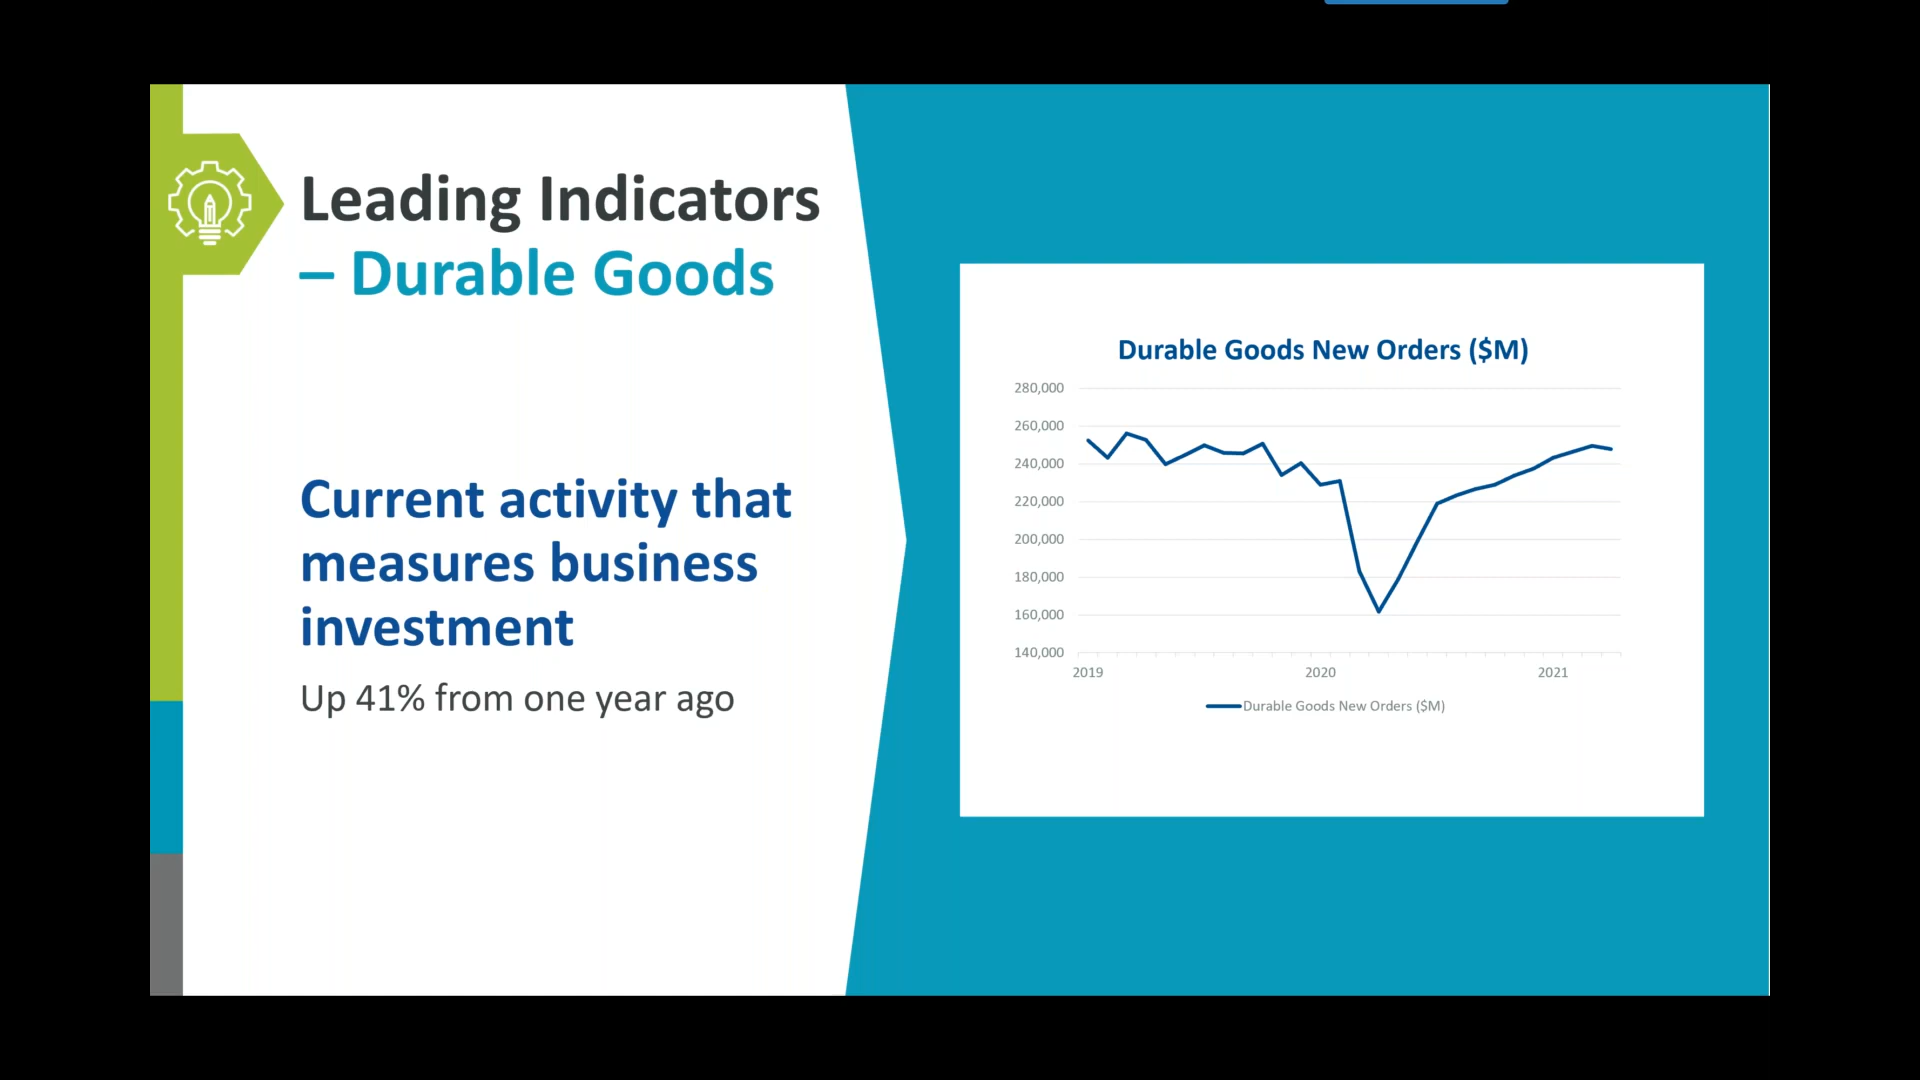 Leading Indicators
– Durable Goods
Current activity that
measures business
investment
Up 41% from one year ago
Durable Goods New Orders ($M)
280,000
260,000
240,000
220,000
200,000
180,000
160,000
140,000
2019 2020 2021
Durable Goods New Orders ($M)